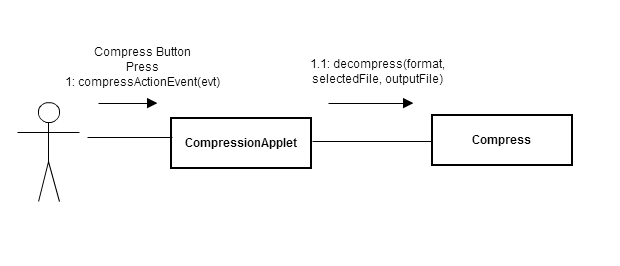 Compress Button
Press
1: compressActionEvent(evt)
1.1: decompress(format,
selectedFile, outputFile)
CompressionApplet
Compress